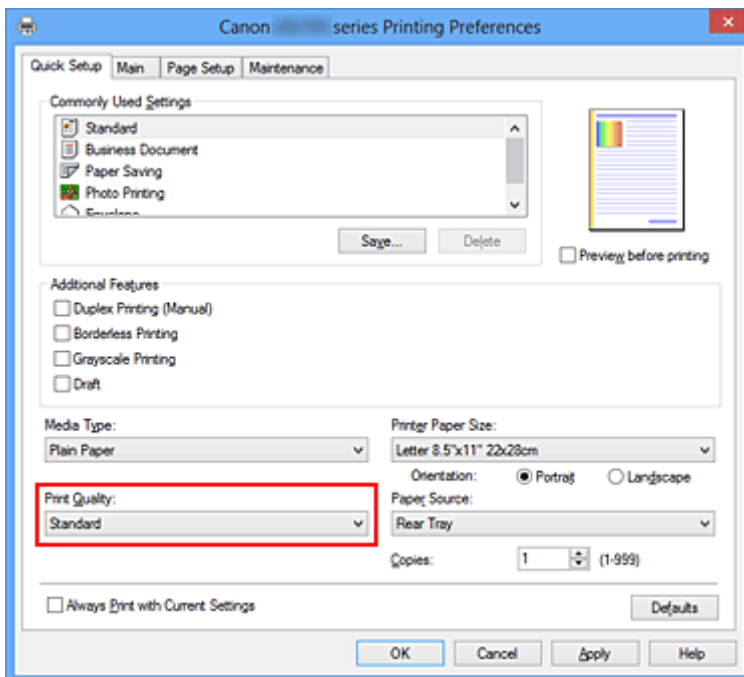 Canon series Printing Preferences
Quick Setup Main Page Setup Maintenance
Commonly Used Settings
Standard
Business Document
Paper Saving
Photo Printing
Envelope
Save... Delete
Preview before printing
Additional Features
Duplex Printing (Manual)
Borderless Printing
Grayscale Printing
Draft
Media Type: Printer Paper Size:
Plain Paper Letter 8.5"x11" 22x28cm
Orientation: Portrait Landscape
Print Quality: Paper Source:
Standard Rear Tray
Copies: 1 (1-999)
Always Print with Current Settings Defaults
OK Cancel Apply Help